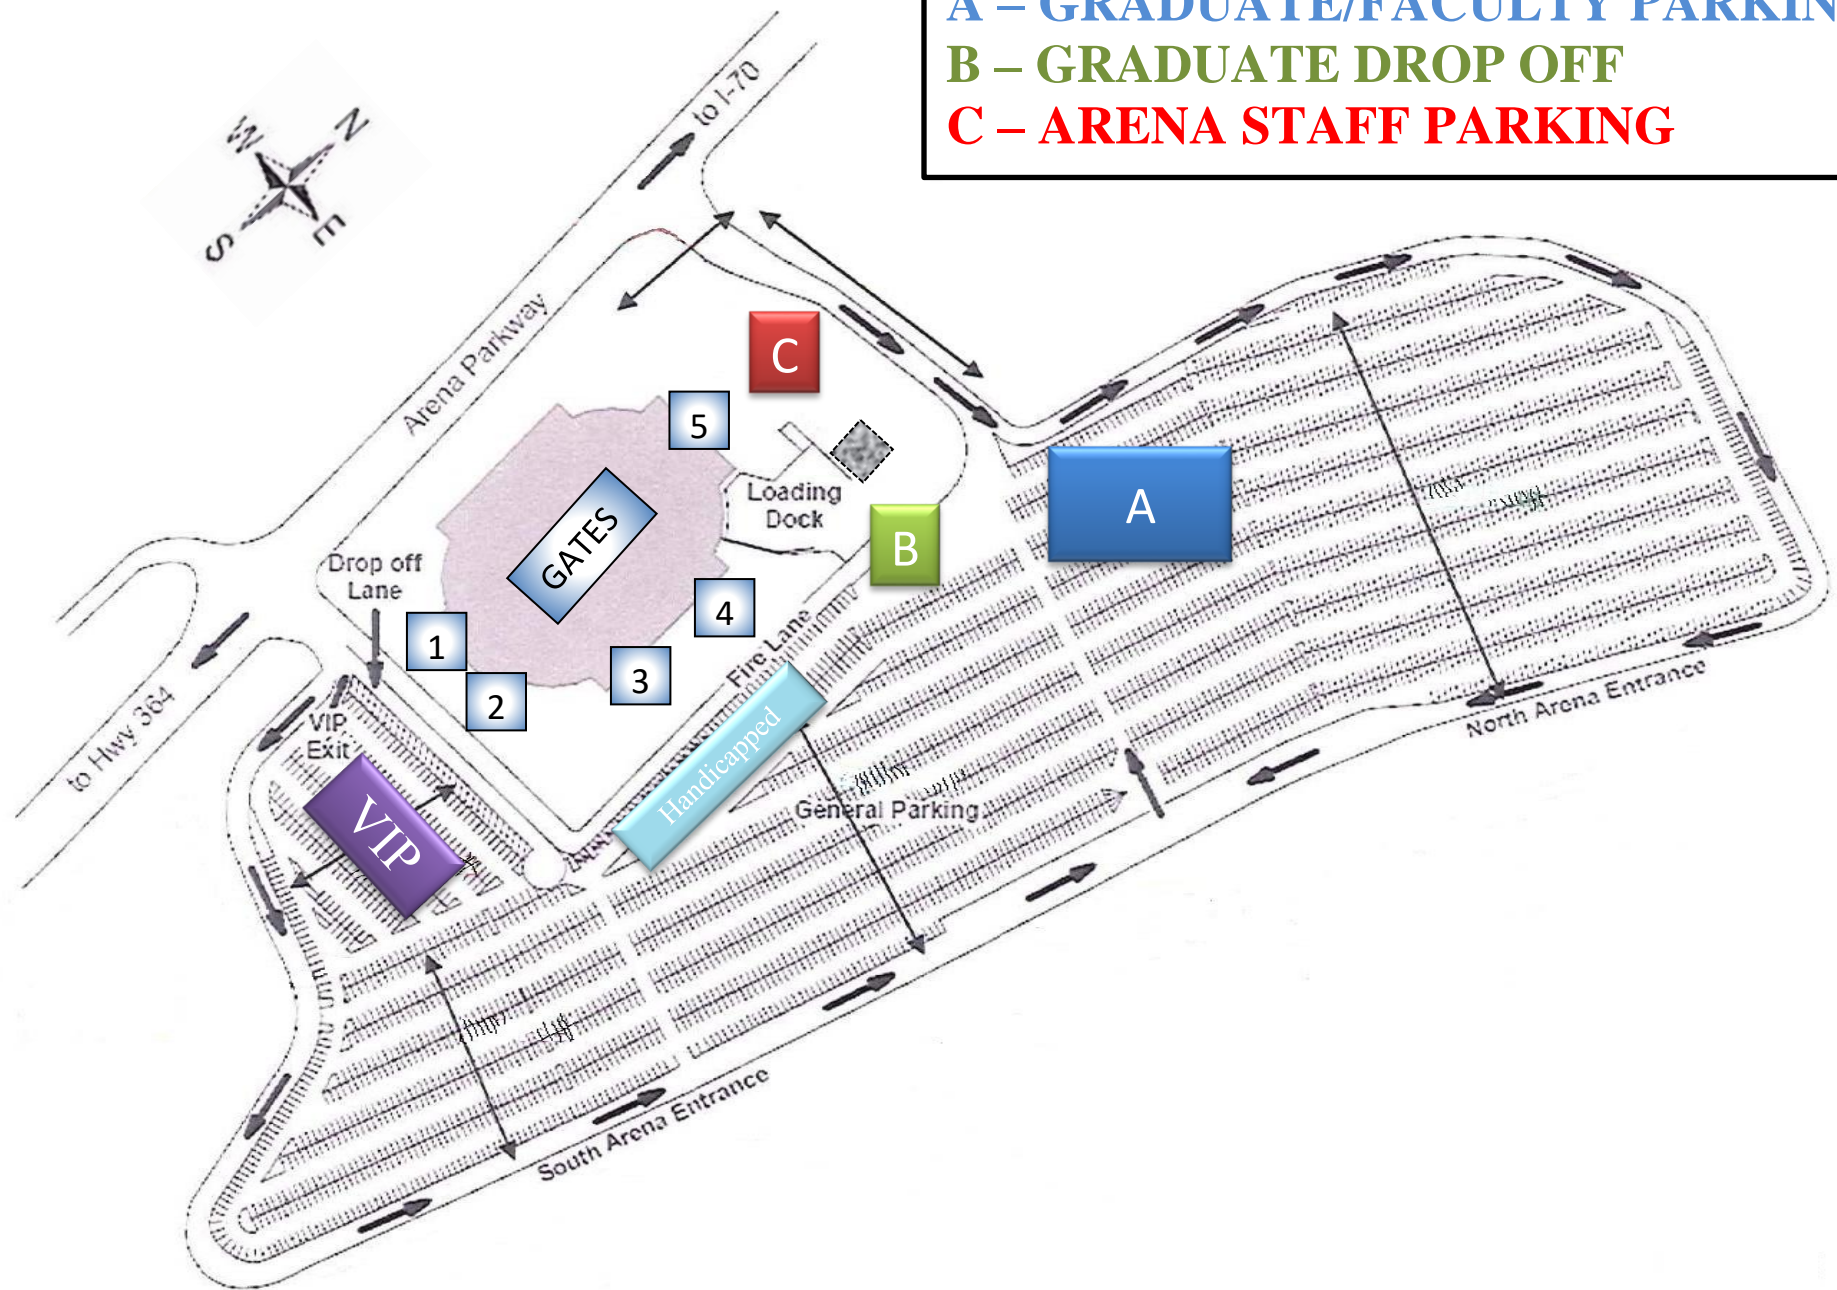 A – GRADUATE/FACULTY PARKIN
B – GRADUATE DROP OFF
C – ARENA STAFF PARKING
to I-70
W
N
S
E
Arena Parkway
C
5
Loading
Dock
A
GATES
B
Drop off
Lane
1
2
3
4
Fire Lane
to Hwy 364
VIP
Exit
VIP
Handicapped
General Parking
North Arena Entrance
South Arena Entrance